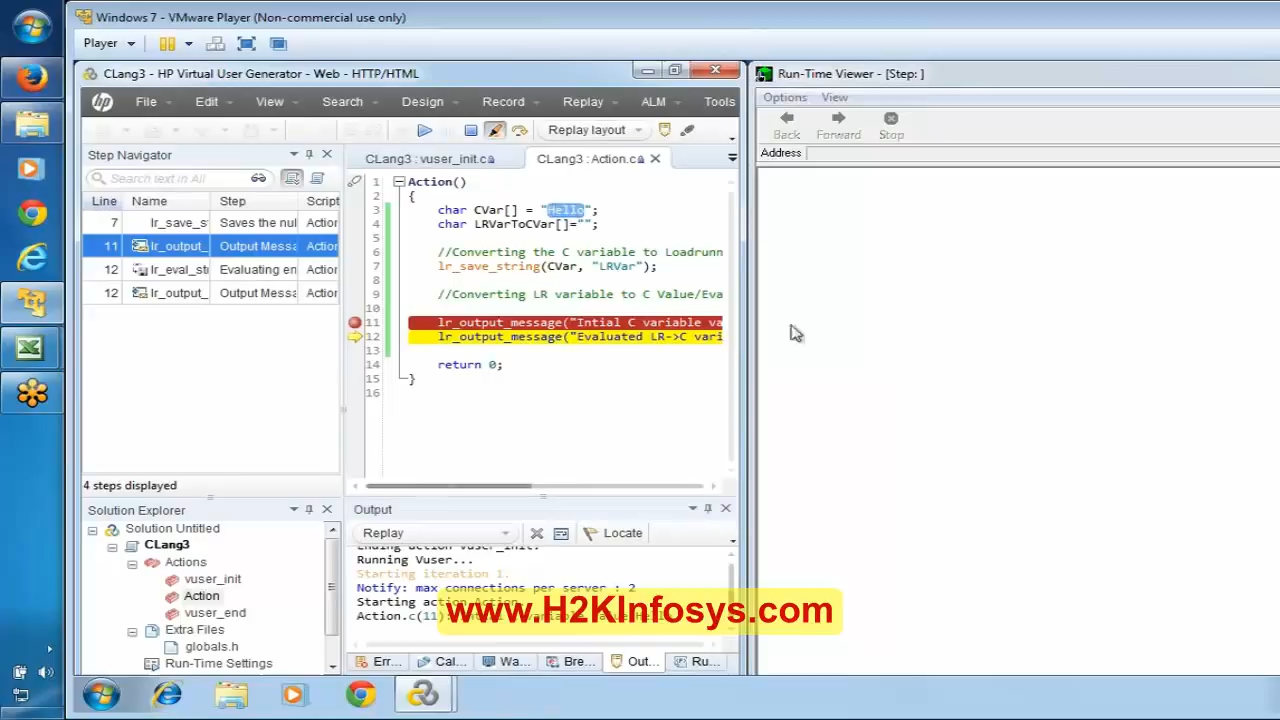 Windows 7 - VMware Player (Non-commercial use only)
Player
CLang3 - HP Virtual User Generator - Web - HTTP/HTML
hp File Edit View Search Design Record Replay ALM Tools
Replay layout
Step Navigator
Search text in All
Line Name Step Script
7 lr_save_s Saves the nul Action
11 lr_output_ Output Messa Action
12 lr_eval_str Evaluating en Action
12 lr_output_ Output Messa Action
4 steps displayed
Solution Explorer
Solution Untitled
CLang3
Actions
vuser_init
Action
vuser_end
Extra Files
globals.h
Run-Time Settings
CLang3 : vuser_init.c
CLang3 : Action.c
1 Action()
2 {
3 char CVar[] = "Hello";
4 char LRVarToCVar[]="";
5
6 //Converting the C variable to Loadrunn
7 lr_save_string(CVar, "LRVar");
8
9 //Converting LR variable to C Value/Eva
10
11 lr_output_message("Intial C variable va
12 lr_output_message("Evaluated LR->C vari
13
14 return 0;
15 }
16
Output
Replay Locate
Ending action vuser_init.
Running Vuser...
Starting iteration 1.
Notify: max connections per server : 2
Starting action Action.
Action.c(11)
www.H2KInfosys.com
Err... Cal... Wa... Bre... Out... Ru...
Run-Time Viewer - [Step: ]
Options View
Back Forward Stop
Address